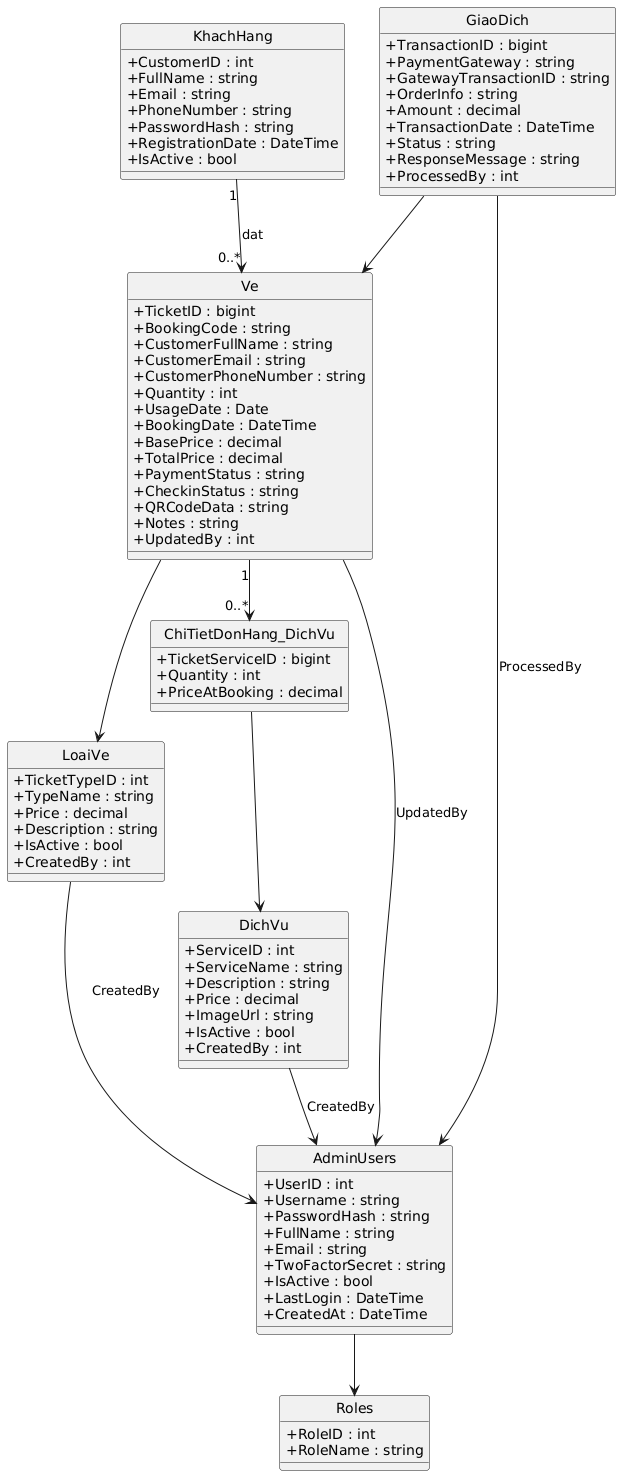 KhachHang
+CustomerID : int
+FullName : string
+Email : string
+PhoneNumber : string
+PasswordHash : string
+RegistrationDate : DateTime
+IsActive : bool
GiaoDich
+TransactionID : bigint
+PaymentGateway : string
+GatewayTransactionID : string
+OrderInfo : string
+Amount : decimal
+TransactionDate : DateTime
+Status : string
+ResponseMessage : string
+ProcessedBy : int
1
dat
0..*
Ve
+TicketID : bigint
+BookingCode : string
+CustomerFullName : string
+CustomerEmail : string
+CustomerPhoneNumber : string
+Quantity : int
+UsageDate : Date
+BookingDate : DateTime
+BasePrice : decimal
+TotalPrice : decimal
+PaymentStatus : string
+CheckinStatus : string
+QRCodeData : string
+Notes : string
+UpdatedBy : int
1
0..*
ChiTietDonHang_DichVu
+TicketServiceID : bigint
+Quantity : int
+PriceAtBooking : decimal
ProcessedBy
LoaiVe
+TicketTypeID : int
+TypeName : string
+Price : decimal
+Description : string
+IsActive : bool
+CreatedBy : int
UpdatedBy
DichVu
+ServiceID : int
+ServiceName : string
+Description : string
+Price : decimal
+ImageUrl : string
+IsActive : bool
+CreatedBy : int
CreatedBy
CreatedBy
AdminUsers
+UserID : int
+Username : string
+PasswordHash : string
+FullName : string
+Email : string
+TwoFactorSecret : string
+IsActive : bool
+LastLogin : DateTime
+CreatedAt : DateTime
Roles
+RoleID : int
+RoleName : string